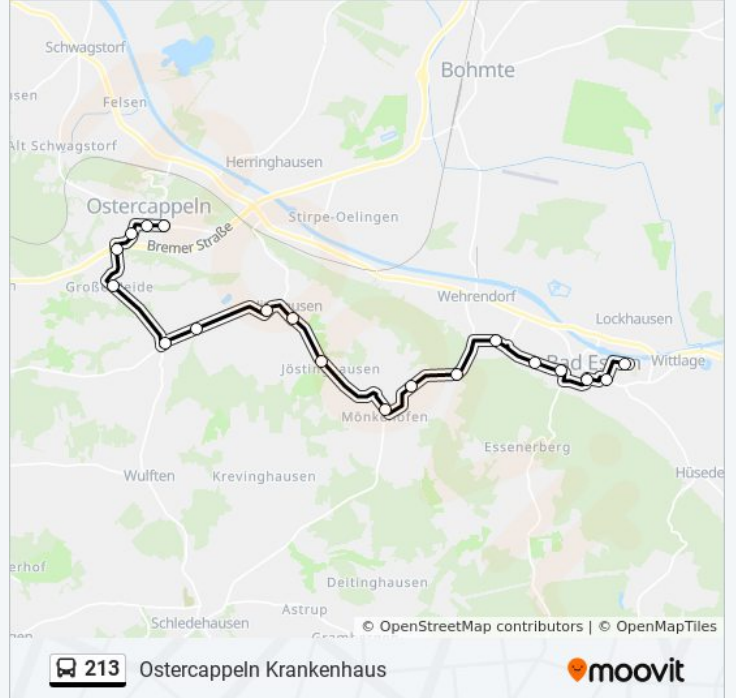 Schwagstorf
Bohmte
Felsen
Alt Schwagstorf
Herringhausen
Ostercappeln
Stirpe-Oelingen
Bremer Straße
Wehrendorf
Lockhausen
Wittlage
Mönkehöfen
Essenerberg
Wulften
Krevinghausen
Deitinghausen
Astrup
Schledehausen
© OpenStreetMap contributors | © OpenMapTiles
213 Ostercappeln Krankenhaus
moovit